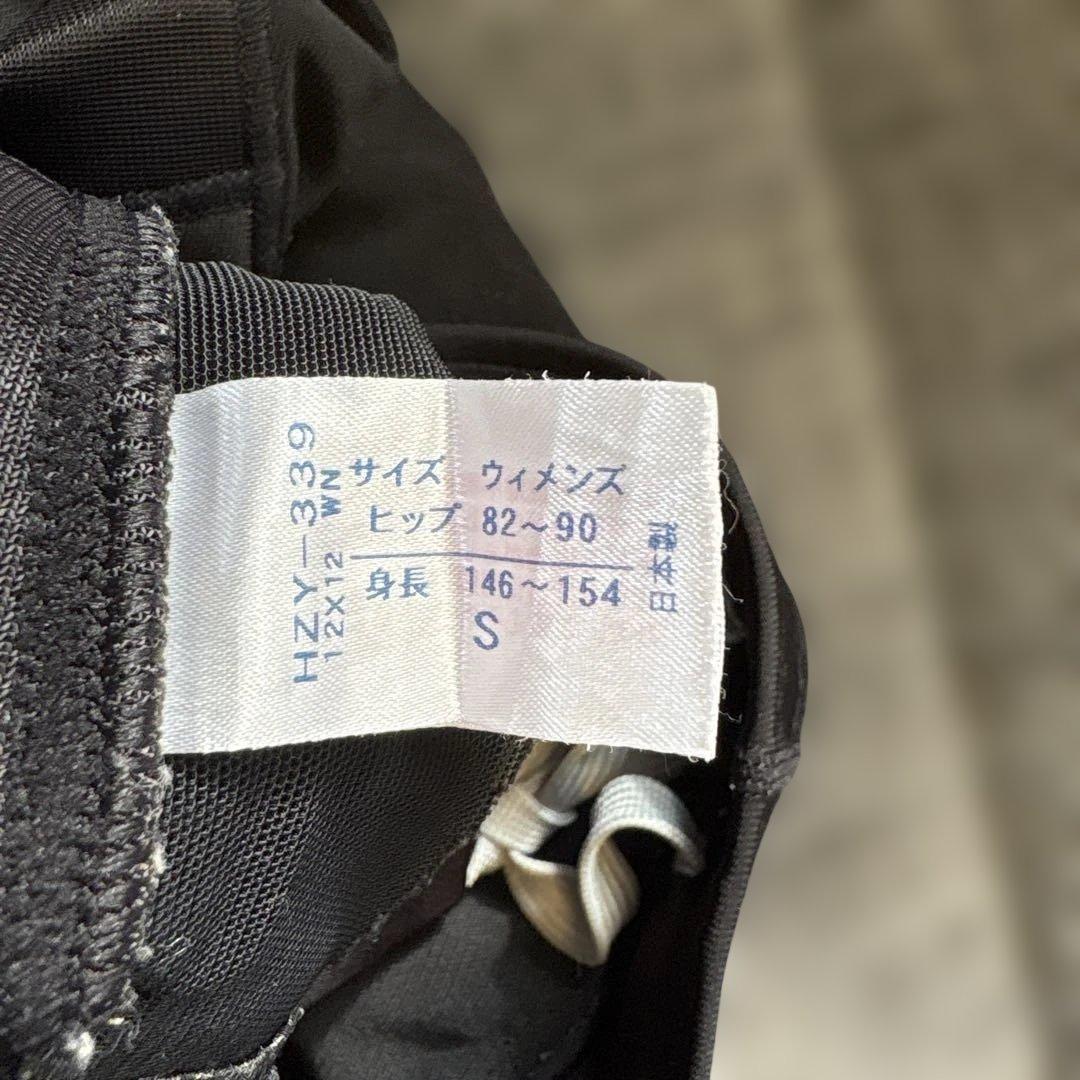 サイズ ウィメンズ
ヒップ 82～90
身長 146～154
S
日本製
HZY-339
12X12 WN